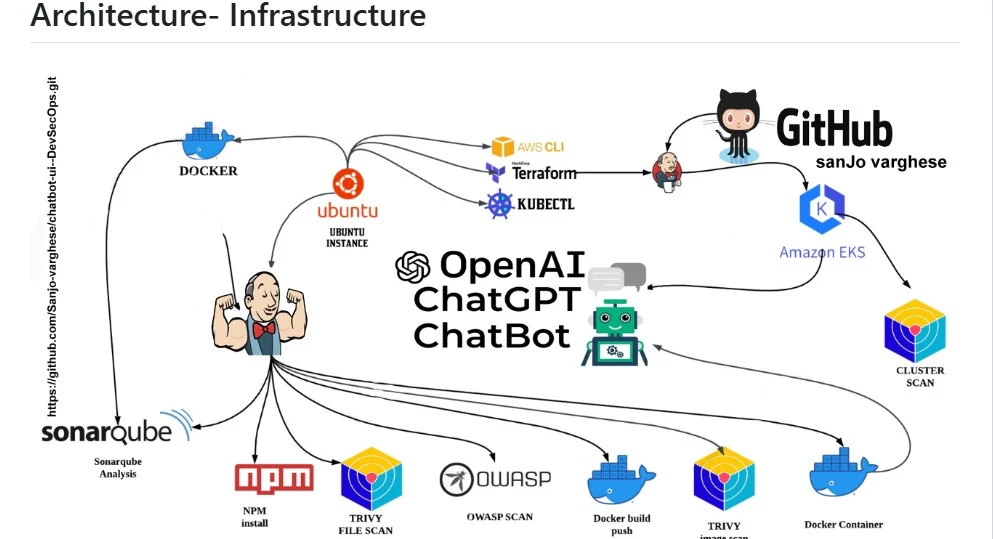 Architecture- Infrastructure
https://github.com/Sanjo-varghese/chatbot-ui--DevSecOps.git
DOCKER
ubuntu
UBUNTU
INSTANCE
AWS CLI
HashiCorp
Terraform
KUBECTL
GitHub
sanJo varghese
K
Amazon EKS
OpenAI
ChatGPT
ChatBot
CLUSTER
SCAN
sonarqube
Sonarqube
Analysis
npm
NPM
install
TRIVY
FILE SCAN
OWASP
OWASP SCAN
Docker build
push
TRIVY
image scan
Docker Container